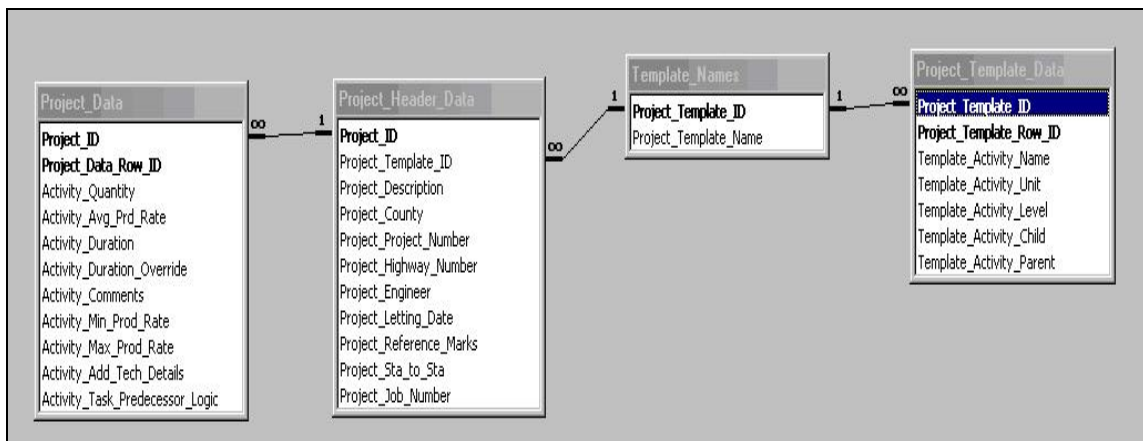 Project_Data
Project_ID
Project_Data_Row_ID
Activity_Quantity
Activity_Avg_Prd_Rate
Activity_Duration
Activity_Duration_Override
Activity_Comments
Activity_Min_Prod_Rate
Activity_Max_Prod_Rate
Activity_Add_Tech_Details
Activity_Task_Predecessor_Logic
∞
1
Project_Header_Data
Project_ID
Project_Template_ID
Project_Description
Project_County
Project_Project_Number
Project_Highway_Number
Project_Engineer
Project_Letting_Date
Project_Reference_Marks
Project_Sta_to_Sta
Project_Job_Number
∞
1
Template_Names
Project_Template_ID
Project_Template_Name
1
∞
Project_Template_Data
Project_Template_ID
Project_Template_Row_ID
Template_Activity_Name
Template_Activity_Unit
Template_Activity_Level
Template_Activity_Child
Template_Activity_Parent